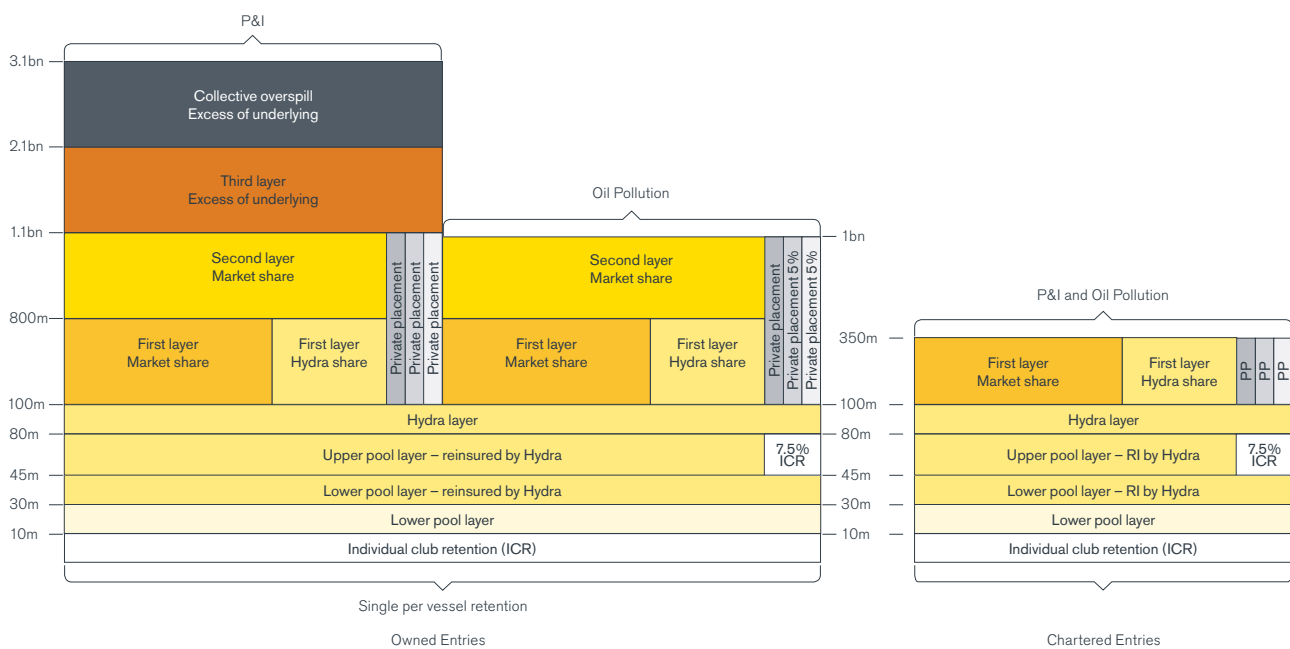 P&I
3.1bn
Collective overspill
Excess of underlying
2.1bn
Third layer
Excess of underlying
Oil Pollution
1.1bn
1bn
Second layer
Market share
Private placement
Private placement
Private placement
Second layer
Market share
Private placement
Private placement 5%
Private placement 5%
P&I and Oil Pollution
800m
350m
First layer
Market share
First layer
Hydra share
First layer
Market share
First layer
Hydra share
First layer
Market share
First layer
Hydra share
PP
PP
PP
100m
100m
Hydra layer
Hydra layer
80m
80m
Upper pool layer – reinsured by Hydra
7.5%
ICR
Upper pool layer – RI by Hydra
7.5%
ICR
45m
45m
Lower pool layer – reinsured by Hydra
Lower pool layer – RI by Hydra
30m
30m
Lower pool layer
Lower pool layer
10m
10m
Individual club retention (ICR)
Individual club retention (ICR)
Single per vessel retention
Owned Entries
Chartered Entries